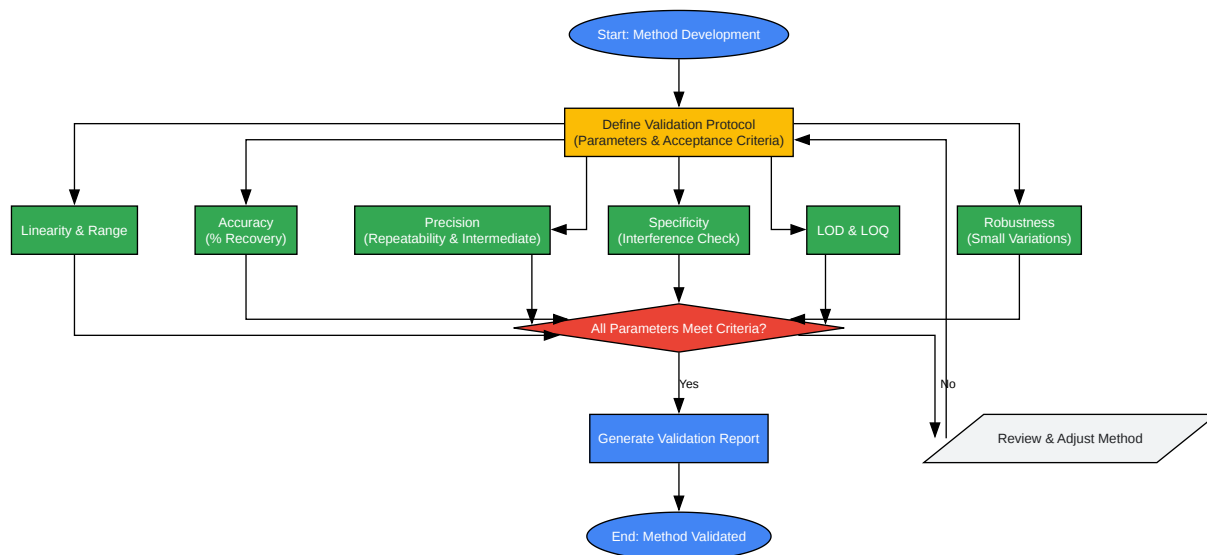 Start: Method Development
Define Validation Protocol
(Parameters & Acceptance Criteria)
Linearity & Range
Accuracy
(% Recovery)
Precision
(Repeatability & Intermediate)
Specificity
(Interference Check)
LOD & LOQ
Robustness
(Small Variations)
All Parameters Meet Criteria?
Yes
No
Generate Validation Report
Review & Adjust Method
End: Method Validated